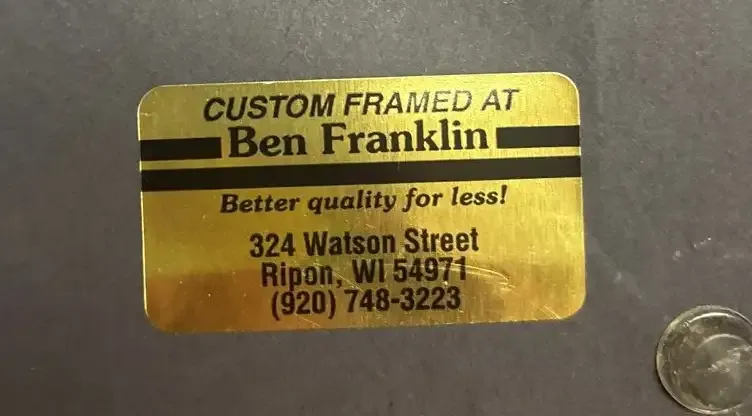 CUSTOM FRAMED AT
Ben Franklin
Better quality for less!
324 Watson Street
Ripon, WI 54971
(920) 748-3223